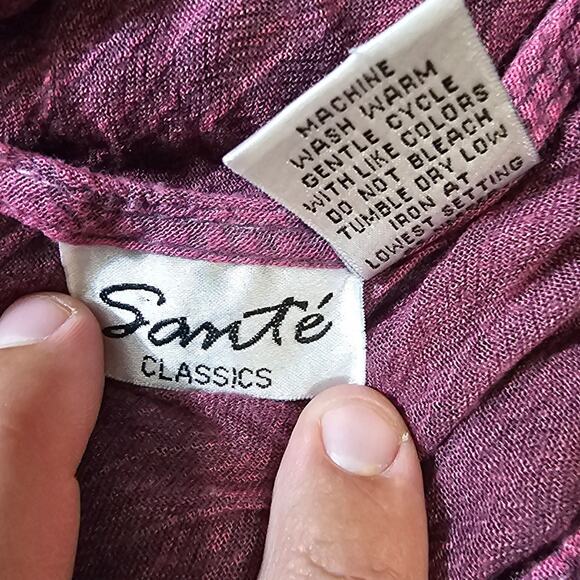 MACHINE
WASH WARM
GENTLE CYCLE
WITH LIKE COLORS
DO NOT BLEACH
TUMBLE DRY LOW
IRON AT
LOWEST SETTING
Santé
CLASSICS